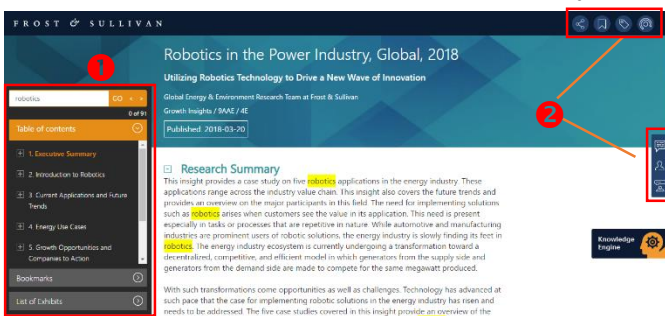 FROST & SULLIVAN
Robotics in the Power Industry, Global, 2018
Utilizing Robotics Technology to Drive a New Wave of Innovation
Global Energy & Environment Research Team at Frost & Sullivan
Growth Insights / 9AAE / 4E
Published: 2018-03-20
1
2
robotics
GO
0 of 91
Table of contents
1. Executive Summary
2. Introduction to Robotics
3. Current Applications and Future
Trends
4. Energy Use Cases
5. Growth Opportunities and
Companies to Action
Bookmarks
List of Exhibits
Research Summary
This insight provides a case study on five robotics applications in the energy industry. These
applications range across the industry value chain. This insight also covers the future trends and
provides an overview on the major participants in this field. The need for implementing solutions
such as robotics arises when customers see the value in its application. This need is present
especially in tasks or processes that are repetitive in nature. While automotive and manufacturing
industries are prominent users of robotic solutions, the energy industry is slowly finding its feet in
robotics. The energy industry ecosystem is currently undergoing a transformation toward a
decentralized, competitive, and efficient model in which generators from the supply side and
generators from the demand side are made to compete for the same megawatt produced.
With such transformations come opportunities as well as challenges. Technology has advanced at
such pace that the case for implementing robotic solutions in the energy industry has risen and
needs to be addressed. The five case studies covered in this insight provide an overview of the
Knowledge
Engine